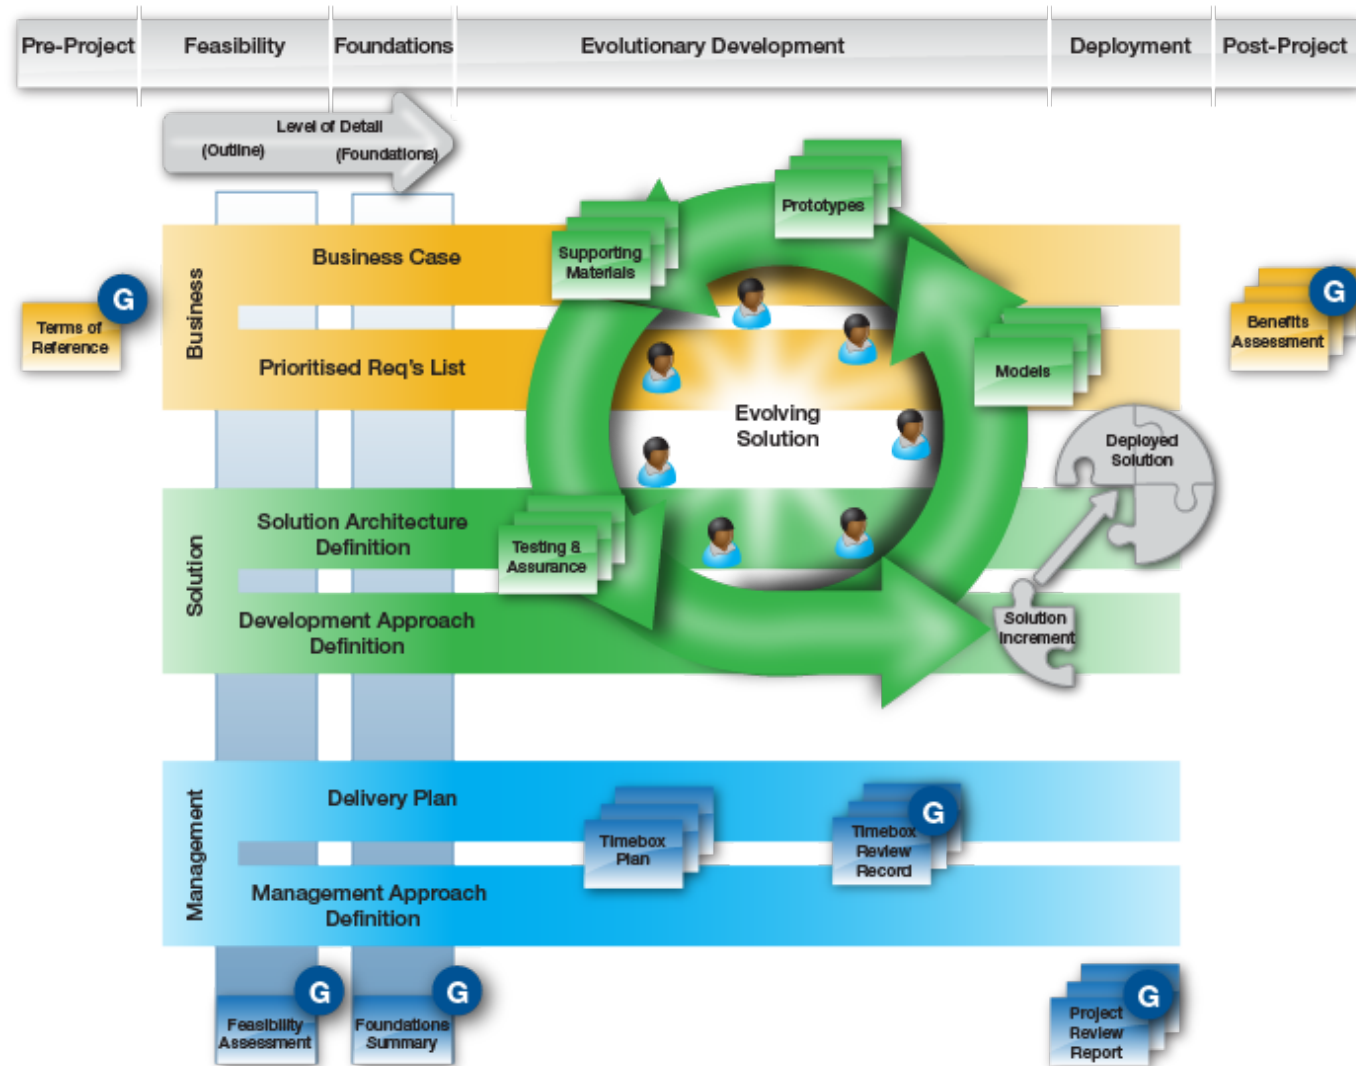 Pre-Project
Feasibility
Foundations
Evolutionary Development
Deployment
Post-Project
Level of Detail
(Outline)
(Foundations)
Prototypes
Supporting
Materials
Business
Business Case
G
Terms of
Reference
G
Benefits
Assessment
Prioritised Req's List
Models
Evolving
Solution
Deployed
Solution
Solution
Solution Architecture
Definition
Testing &
Assurance
Development Approach
Definition
Solution
Increment
Management
Delivery Plan
Timebox
Plan
G
Timebox
Review
Record
Management Approach
Definition
G
Feasibility
Assessment
G
Foundations
Summary
G
Project
Review
Report